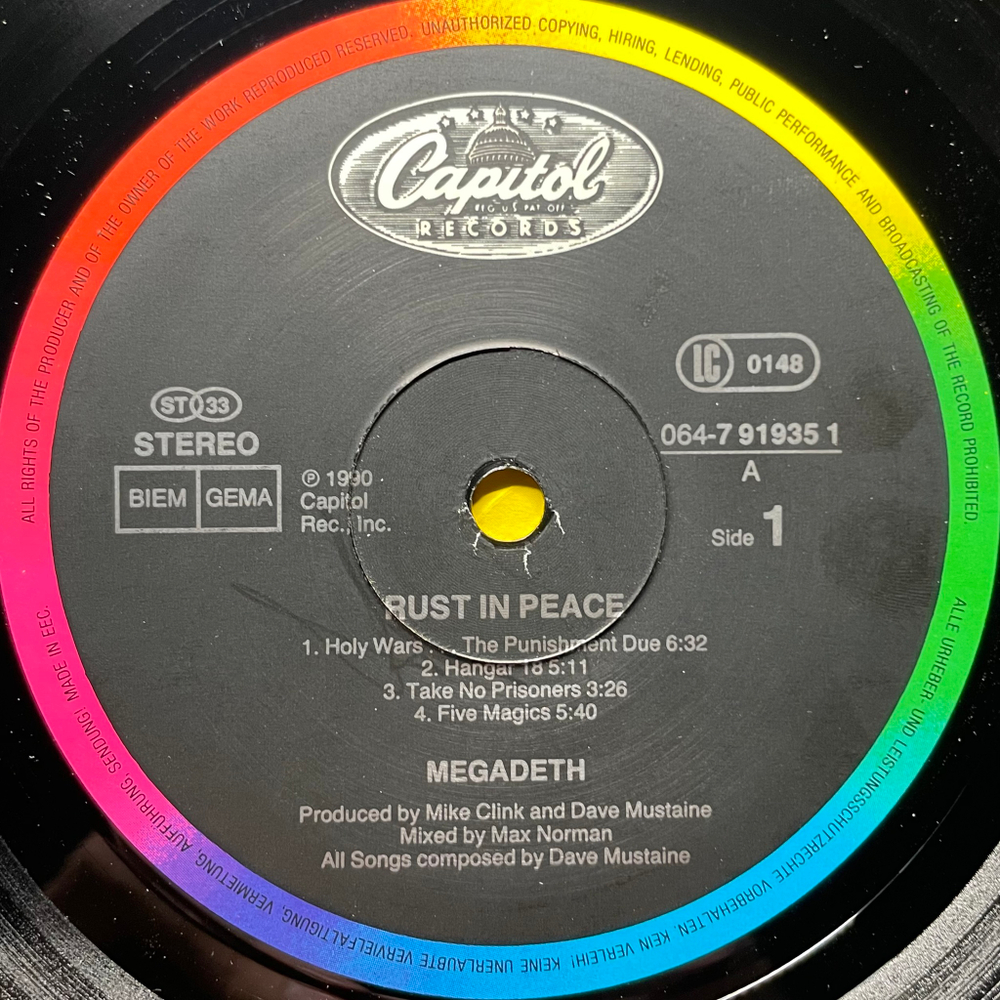 ALL RIGHTS OF THE PRODUCER AND OF THE OWNER OF THE WORK REPRODUCED RESERVED. UNAUTHORIZED COPYING, HIRING, LENDING, PUBLIC PERFORMANCE AND BROADCASTING OF THE RECORD PROHIBITED.
Capitol
REG. U.S. PAT. OFF.
RECORDS
LC 0148
ST 33
STEREO
BIEM GEMA
℗ 1990
Capitol
Rec., Inc.
064-7 91935 1
A
Side 1
RUST IN PEACE
1. Holy Wars . . . The Punishment Due 6:32
2. Hangar 18 5:11
3. Take No Prisoners 3:26
4. Five Magics 5:40
MEGADETH
Produced by Mike Clink and Dave Mustaine
Mixed by Max Norman
All Songs composed by Dave Mustaine
ALLE URHEBER- UND LEISTUNGSSCHUTZRECHTE VORBEHALTEN. KEIN VERLEIH! KEINE UNERLAUBTE VERVIELFÄLTIGUNG, VERMIETUNG, AUFFÜHRUNG, SENDUNG! MADE IN EEC.